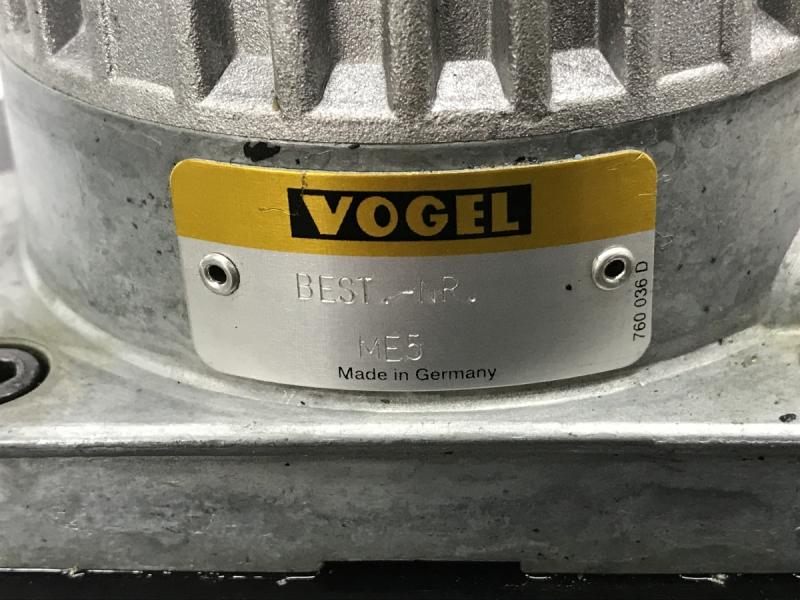 VOGEL
BEST.-NR.
ME5
Made in Germany
760 036 D